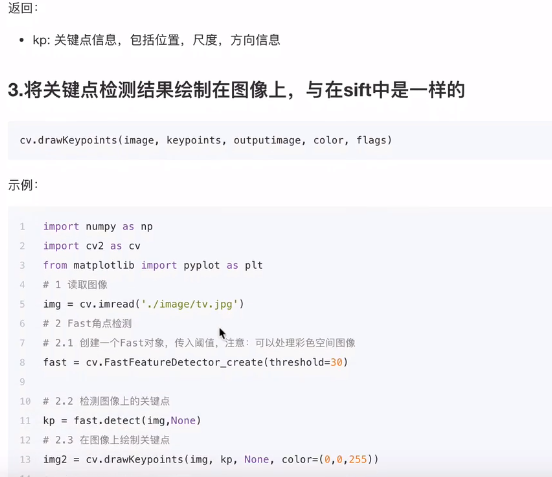 返回：
• kp: 关键点信息，包括位置，尺度，方向信息
3.将关键点检测结果绘制在图像上，与在sift中是一样的
cv.drawKeypoints(image, keypoints, outputimage, color, flags)
示例：
1 import numpy as np
2 import cv2 as cv
3 from matplotlib import pyplot as plt
4 # 1 读取图像
5 img = cv.imread('./image/tv.jpg')
6 # 2 Fast角点检测
7 # 2.1 创建一个Fast对象，传入阈值，注意：可以处理彩色空间图像
8 fast = cv.FastFeatureDetector_create(threshold=30)
9
10 # 2.2 检测图像上的关键点
11 kp = fast.detect(img,None)
12 # 2.3 在图像上绘制关键点
13 img2 = cv.drawKeypoints(img, kp, None, color=(0,0,255))